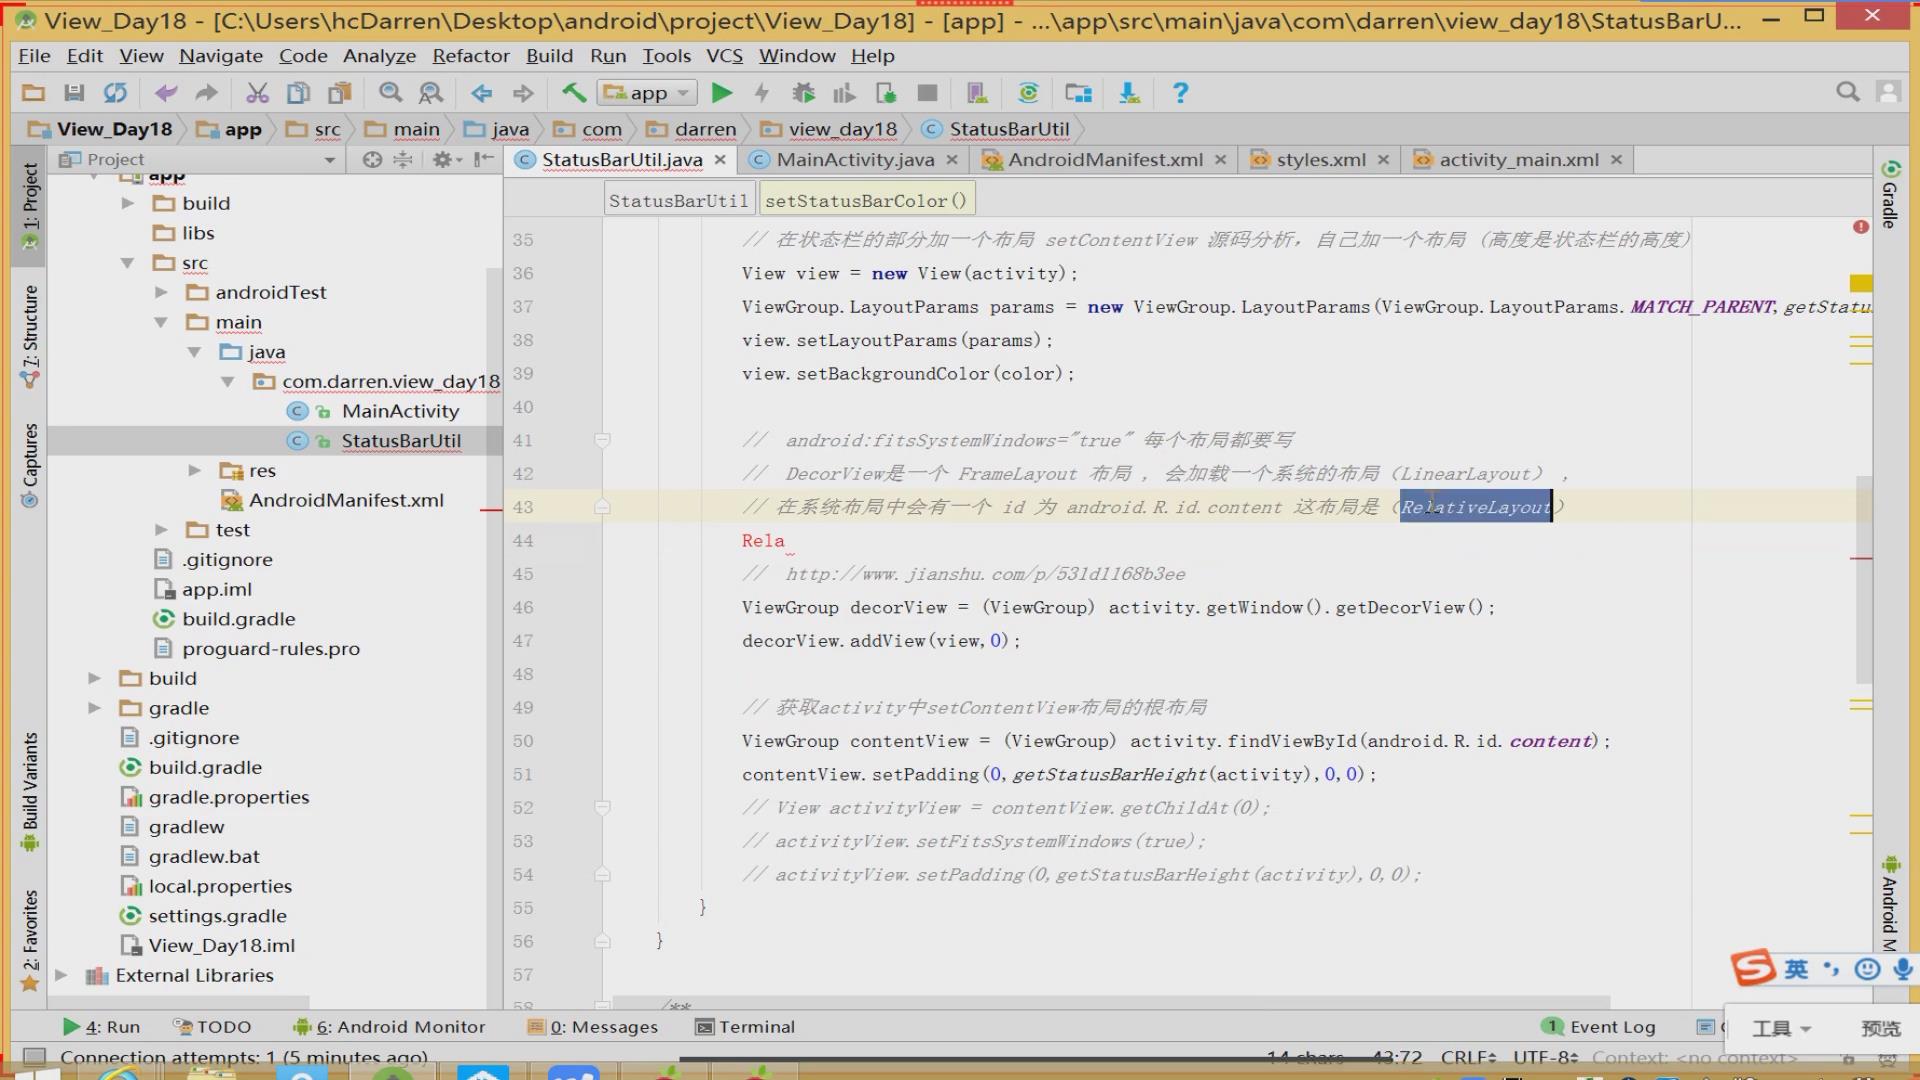 View_Day18 - [C:\Users\hcDarren\Desktop\android\project\View_Day18] - [app] - ...\app\src\main\java\com\darren\view_day18\StatusBarU...
File Edit View Navigate Code Analyze Refactor Build Run Tools VCS Window Help
app
View_Day18 app src main java com darren view_day18 StatusBarUtil
Project
StatusBarUtil.java MainActivity.java AndroidManifest.xml styles.xml activity_main.xml
StatusBarUtil setStatusBarColor()
1: Project
7: Structure
Captures
Build Variants
2: Favorites
app
build
libs
src
androidTest
main
java
com.darren.view_day18
MainActivity
StatusBarUtil
res
AndroidManifest.xml
test
.gitignore
app.iml
build.gradle
proguard-rules.pro
build
gradle
.gitignore
build.gradle
gradle.properties
gradlew
gradlew.bat
local.properties
settings.gradle
View_Day18.iml
External Libraries
35 // 在状态栏的部分加一个布局 setContentView 源码分析，自己加一个布局 (高度是状态栏的高度)
36 View view = new View(activity);
37 ViewGroup.LayoutParams params = new ViewGroup.LayoutParams(ViewGroup.LayoutParams.MATCH_PARENT,getStatu
38 view.setLayoutParams(params);
39 view.setBackgroundColor(color);
40
41 // android:fitsSystemWindows="true" 每个布局都要写
42 // DecorView是一个 FrameLayout 布局 ， 会加载一个系统的布局（LinearLayout） ，
43 // 在系统布局中会有一个 id 为 android.R.id.content 这布局是（RelativeLayout）
44 Rela
45 // http://www.jianshu.com/p/531d1168b3ee
46 ViewGroup decorView = (ViewGroup) activity.getWindow().getDecorView();
47 decorView.addView(view,0);
48
49 // 获取activity中setContentView布局的根布局
50 ViewGroup contentView = (ViewGroup) activity.findViewById(android.R.id.content);
51 contentView.setPadding(0,getStatusBarHeight(activity),0,0);
52 // View activityView = contentView.getChildAt(0);
53 // activityView.setFitsSystemWindows(true);
54 // activityView.setPadding(0,getStatusBarHeight(activity),0,0);
55 }
56 }
57
58 /**
Gradle
Android M
英
工具 预览
4: Run TODO 6: Android Monitor 0: Messages Terminal 1 Event Log
Connection attempts: 1 (5 minutes ago) 14 chars 43:72 CRLF UTF-8 Context: <no context>